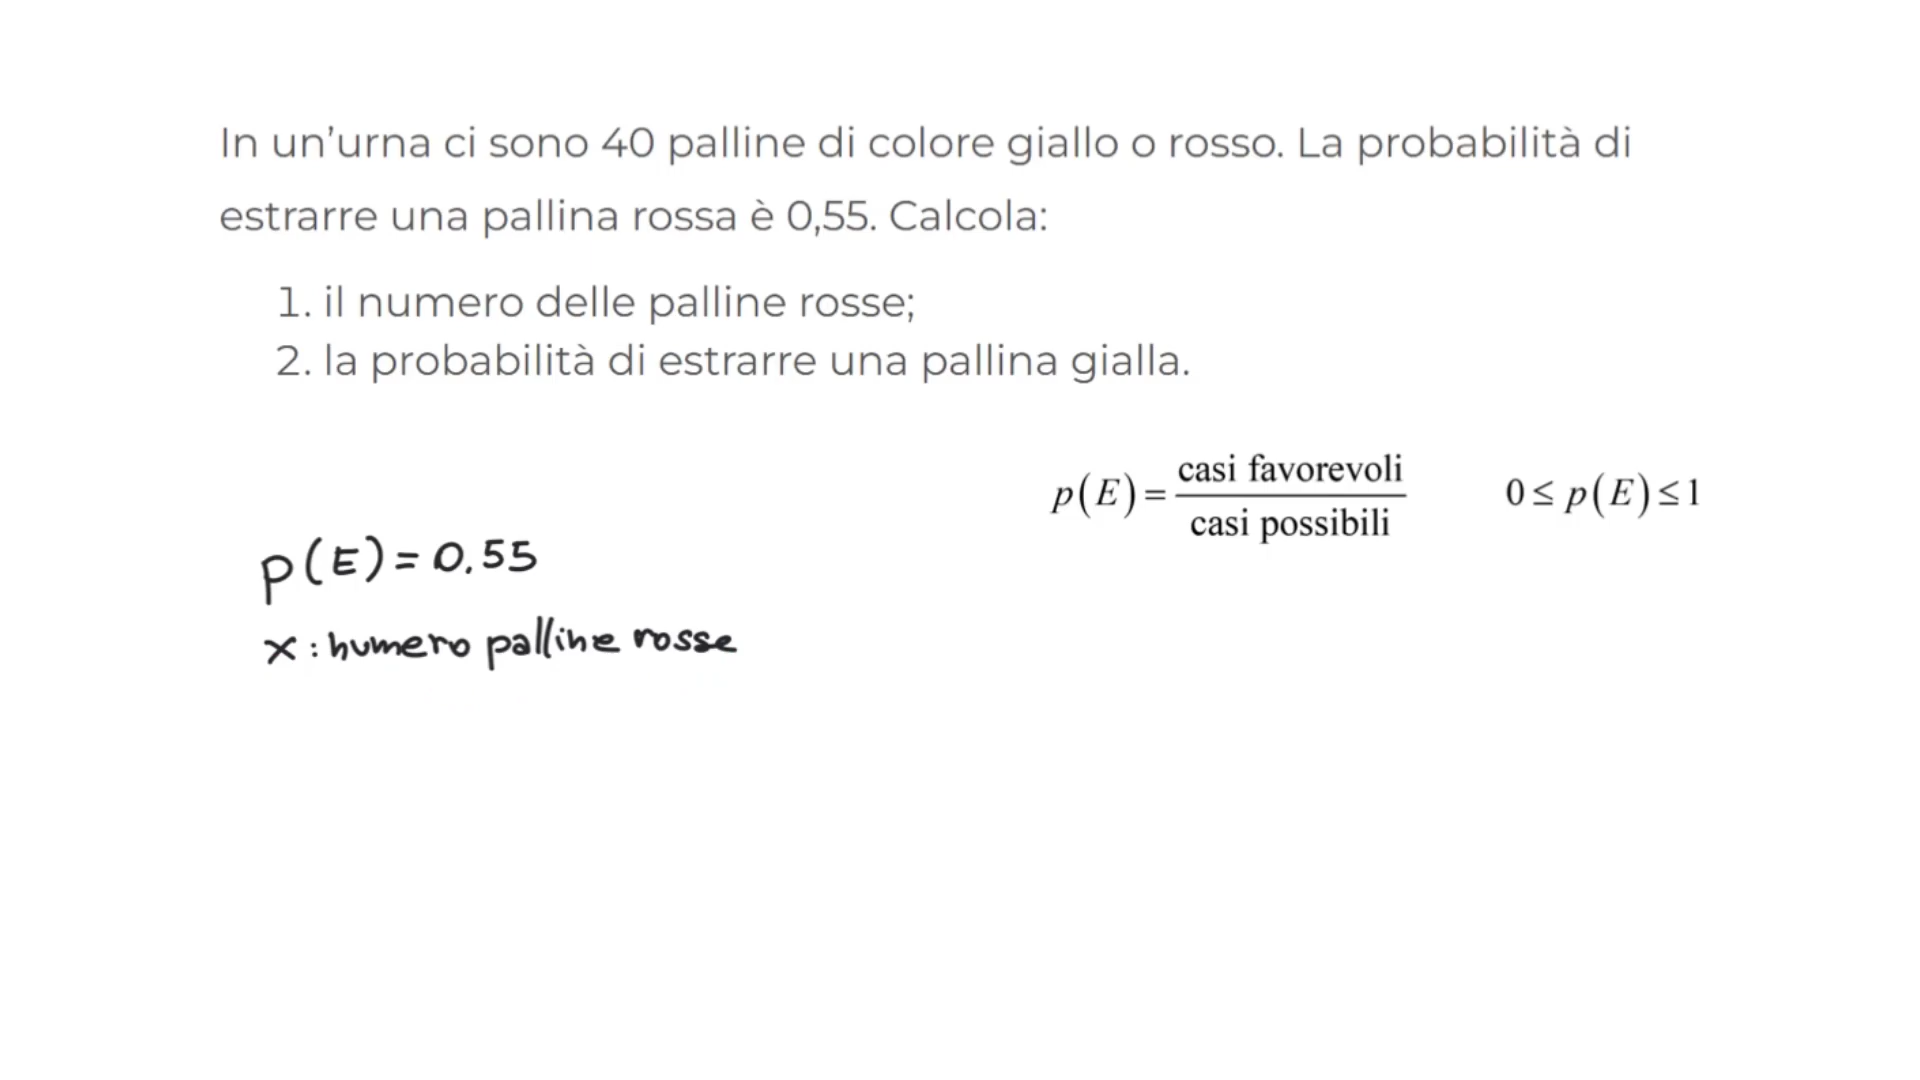 In un’urna ci sono 40 palline di colore giallo o rosso. La probabilità di
estrarre una pallina rossa è 0,55. Calcola:
1. il numero delle palline rosse;
2. la probabilità di estrarre una pallina gialla.
p(E) = casi favorevoli / casi possibili 0 ≤ p(E) ≤ 1
p(E) = 0.55
x : numero palline rosse